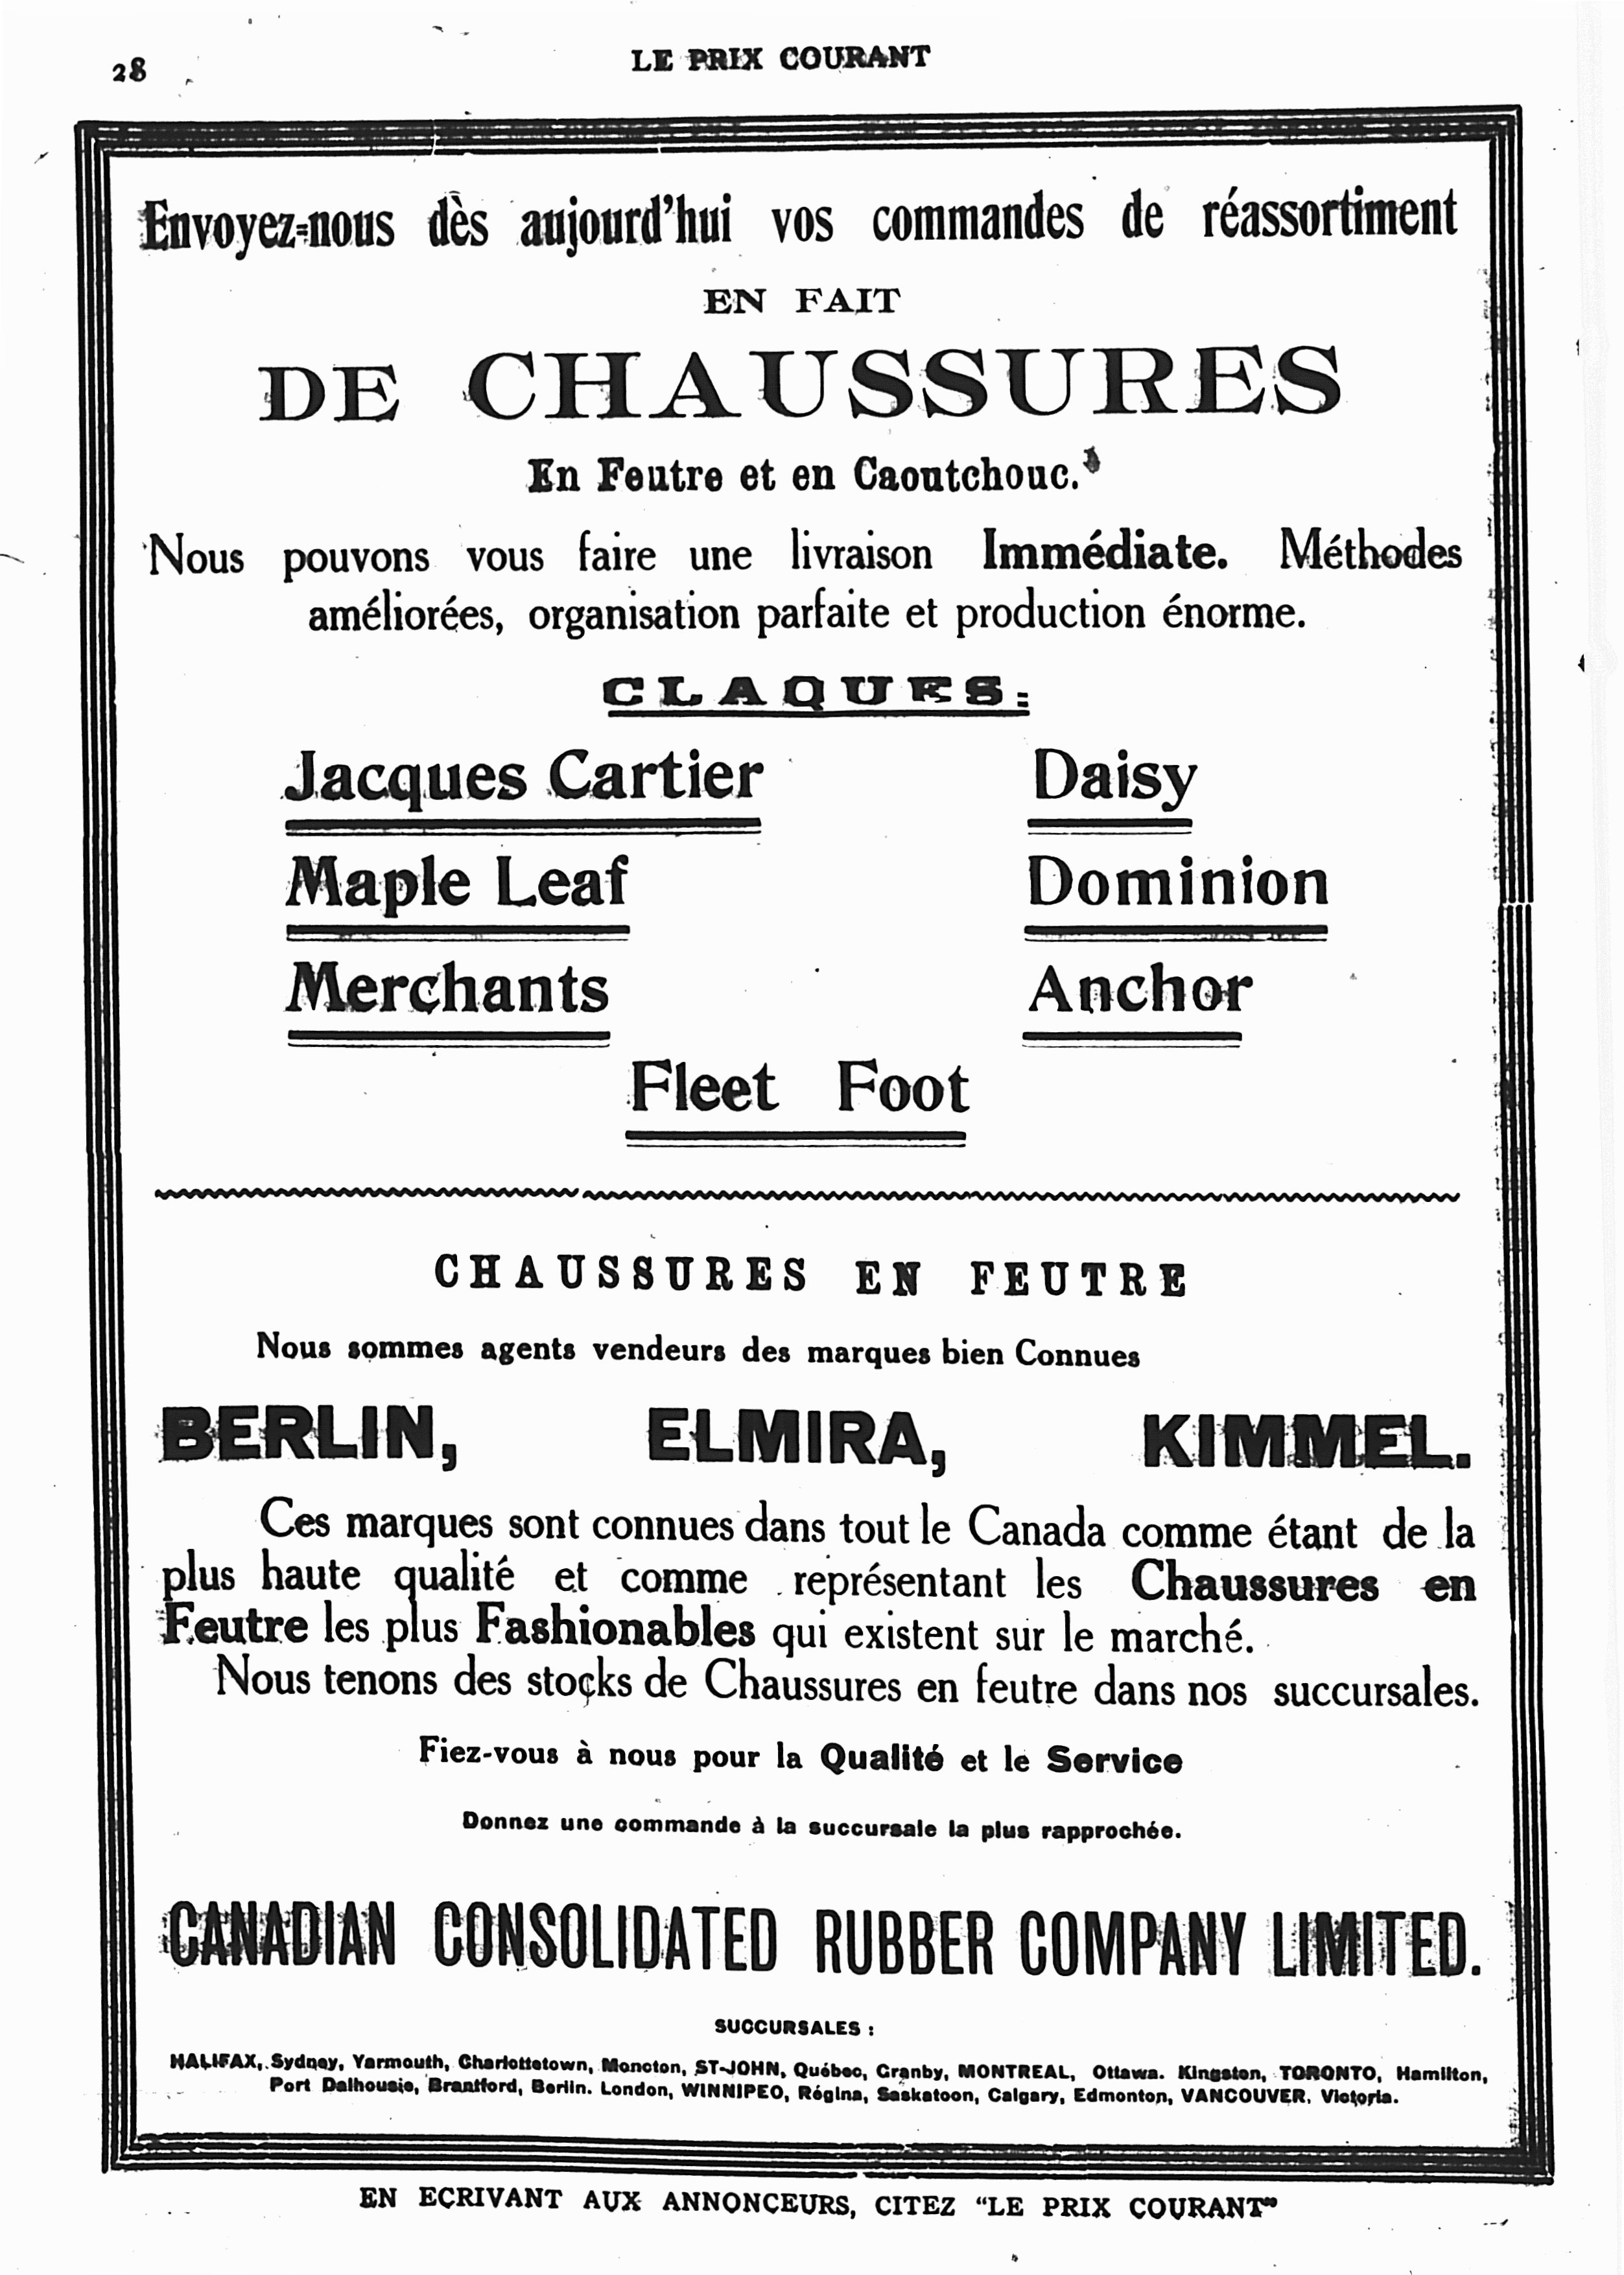 28
LE PRIX COURANT
Envoyez-nous dès aujourd'hui vos commandes de réassortiment
EN FAIT
DE CHAUSSURES
En Feutre et en Caoutchouc.
Nous pouvons vous faire une livraison Immédiate. Méthodes
améliorées, organisation parfaite et production énorme.
CLAQUES:
Jacques Cartier Daisy
Maple Leaf Dominion
Merchants Anchor
Fleet Foot
CHAUSSURES EN FEUTRE
Nous sommes agents vendeurs des marques bien Connues
BERLIN, ELMIRA, KIMMEL.
Ces marques sont connues dans tout le Canada comme étant de la
plus haute qualité et comme représentant les Chaussures en
Feutre les plus Fashionables qui existent sur le marché.
Nous tenons des stocks de Chaussures en feutre dans nos succursales.
Fiez-vous à nous pour la Qualité et le Service
Donnez une commande à la succursale la plus rapprochée.
CANADIAN CONSOLIDATED RUBBER COMPANY LIMITED.
SUCCURSALES :
HALIFAX, Sydney, Yarmouth, Charlottetown, Moncton, ST-JOHN, Québec, Granby, MONTREAL, Ottawa. Kingston, TORONTO, Hamilton,
Port Dalhousie, Brantford, Berlin. London, WINNIPEO, Régina, Saskatoon, Calgary, Edmonton, VANCOUVER, Victoria.
EN ECRIVANT AUX ANNONCEURS, CITEZ "LE PRIX COURANT"